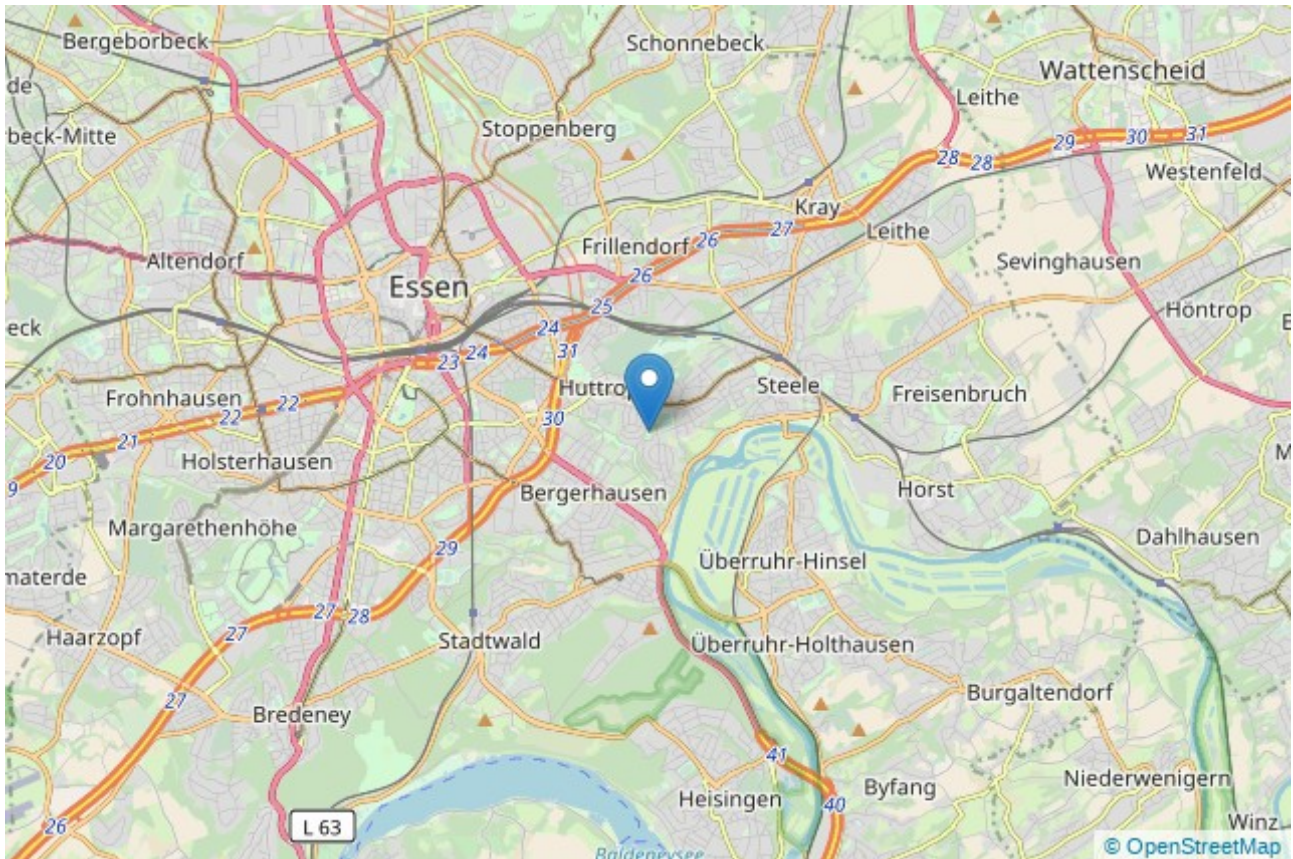 Bergeborbeck
Schonnebeck
Wattenscheid
Leithe
de
rbeck-Mitte
Stoppenberg
29
30
31
28
28
Westenfeld
Kray
27
Leithe
Frillendorf
26
Altendorf
Sevinghausen
26
Essen
25
Höntrop
eck
24
24
31
23
Huttrop
Steele
Freisenbruch
Frohnhausen
22
22
30
21
20
Holsterhausen
9
Bergerhausen
Horst
Margarethenhöhe
Dahlhausen
29
Überruhr-Hinsel
materde
27
28
Haarzopf
27
Stadtwald
Überruhr-Holthausen
27
Burgaltendorf
Bredeney
41
Niederwenigern
Heisingen
Byfang
40
26
L 63
Winz
Baldeneysee
© OpenStreetMap